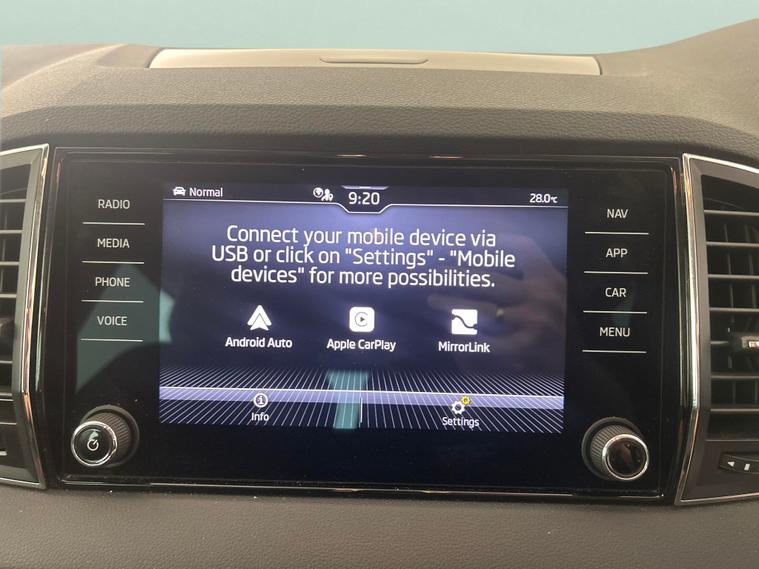 Normal
9:20
28.0°C
RADIO
MEDIA
PHONE
VOICE
Connect your mobile device via
USB or click on "Settings" - "Mobile
devices" for more possibilities.
Android Auto
Apple CarPlay
MirrorLink
Info
Settings
NAV
APP
CAR
MENU